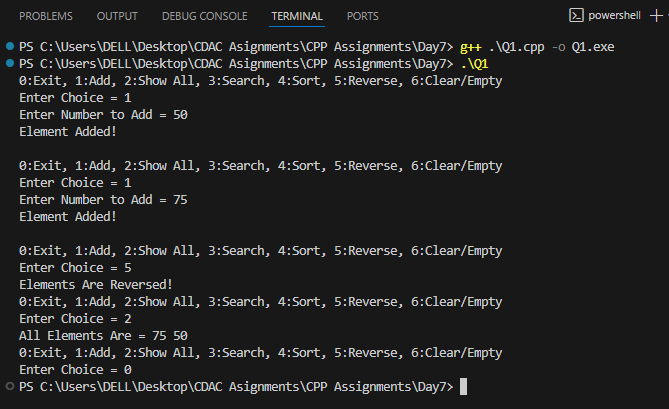 PROBLEMS OUTPUT DEBUG CONSOLE TERMINAL PORTS powershell
PS C:\Users\DELL\Desktop\CDAC Asignments\CPP Assignments\Day7> g++ .\Q1.cpp -o Q1.exe
PS C:\Users\DELL\Desktop\CDAC Asignments\CPP Assignments\Day7> .\Q1
0:Exit, 1:Add, 2:Show All, 3:Search, 4:Sort, 5:Reverse, 6:Clear/Empty
Enter Choice = 1
Enter Number to Add = 50
Element Added!

0:Exit, 1:Add, 2:Show All, 3:Search, 4:Sort, 5:Reverse, 6:Clear/Empty
Enter Choice = 1
Enter Number to Add = 75
Element Added!

0:Exit, 1:Add, 2:Show All, 3:Search, 4:Sort, 5:Reverse, 6:Clear/Empty
Enter Choice = 5
Elements Are Reversed!
0:Exit, 1:Add, 2:Show All, 3:Search, 4:Sort, 5:Reverse, 6:Clear/Empty
Enter Choice = 2
All Elements Are = 75 50
0:Exit, 1:Add, 2:Show All, 3:Search, 4:Sort, 5:Reverse, 6:Clear/Empty
Enter Choice = 0
PS C:\Users\DELL\Desktop\CDAC Asignments\CPP Assignments\Day7>